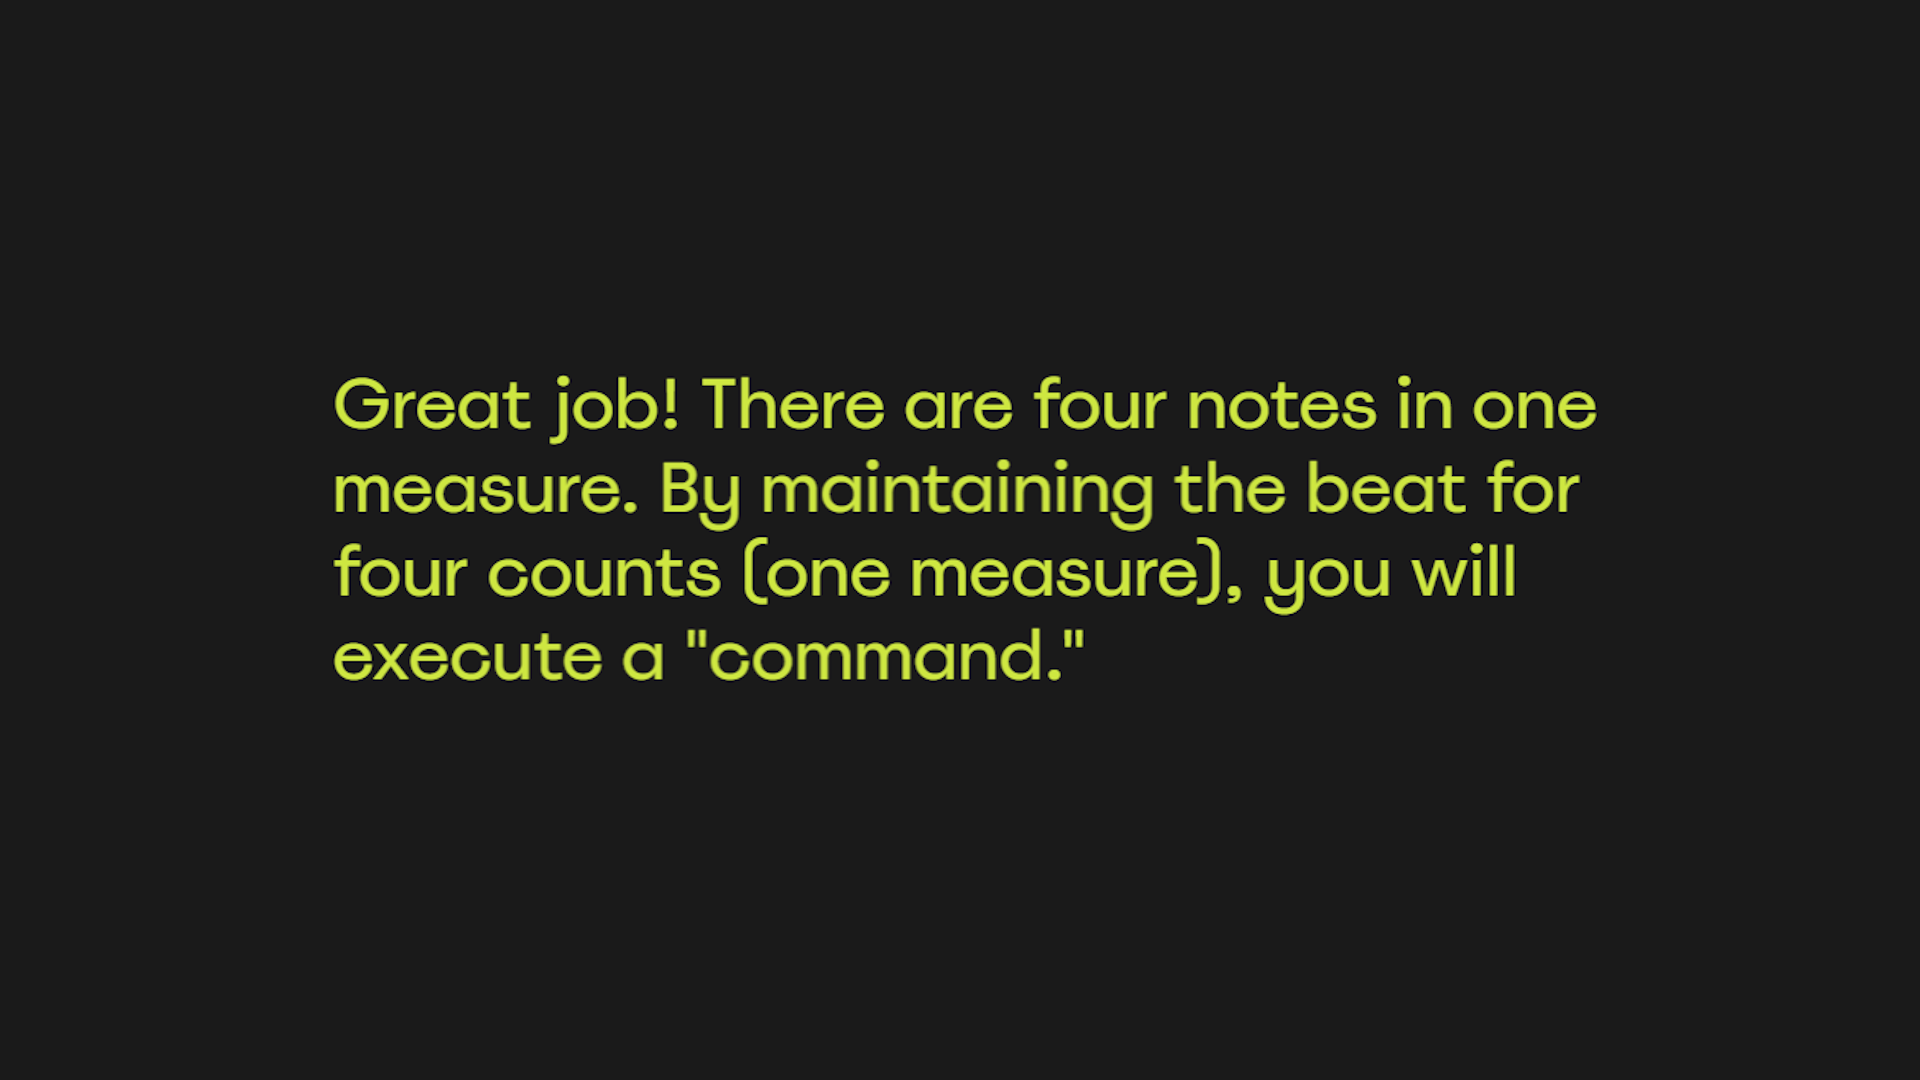 Great job! There are four notes in one
measure. By maintaining the beat for
four counts (one measure), you will
execute a "command."